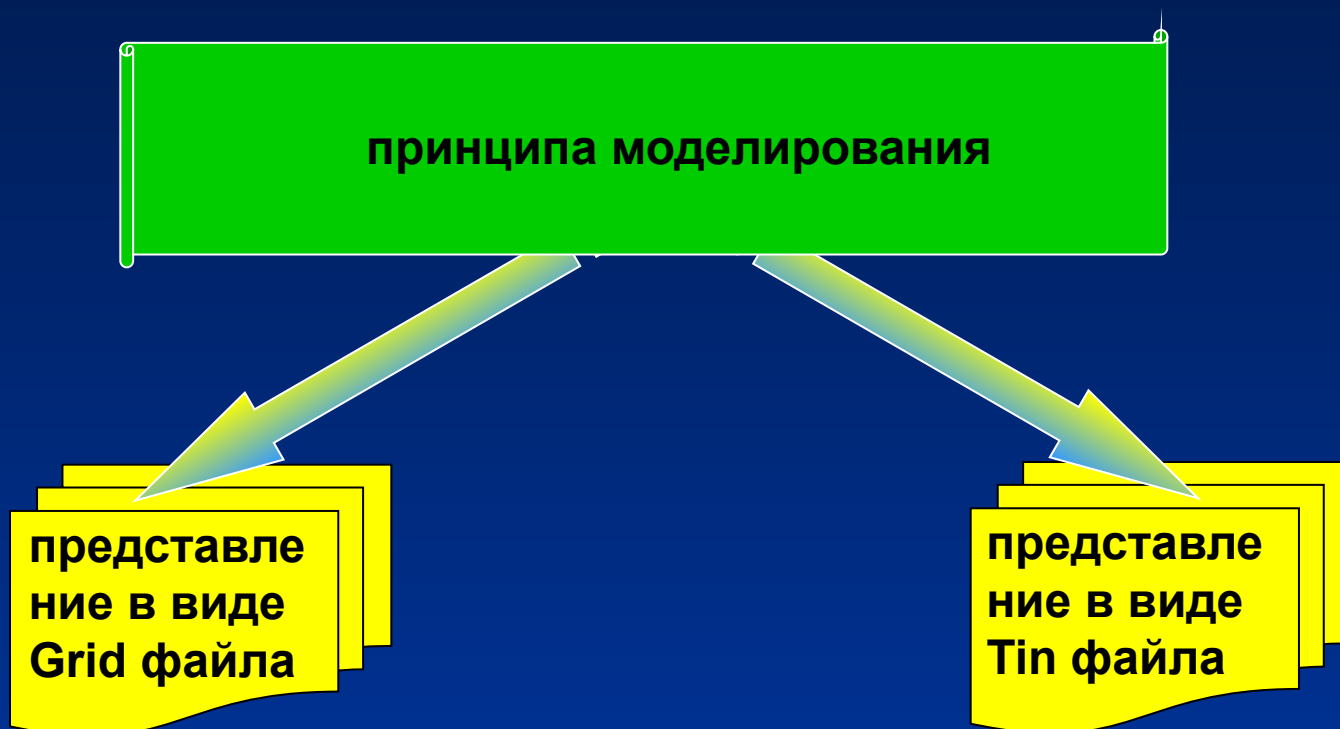 принципа моделирования
представле
ние в виде
Grid файла
представле
ние в виде
Tin файла